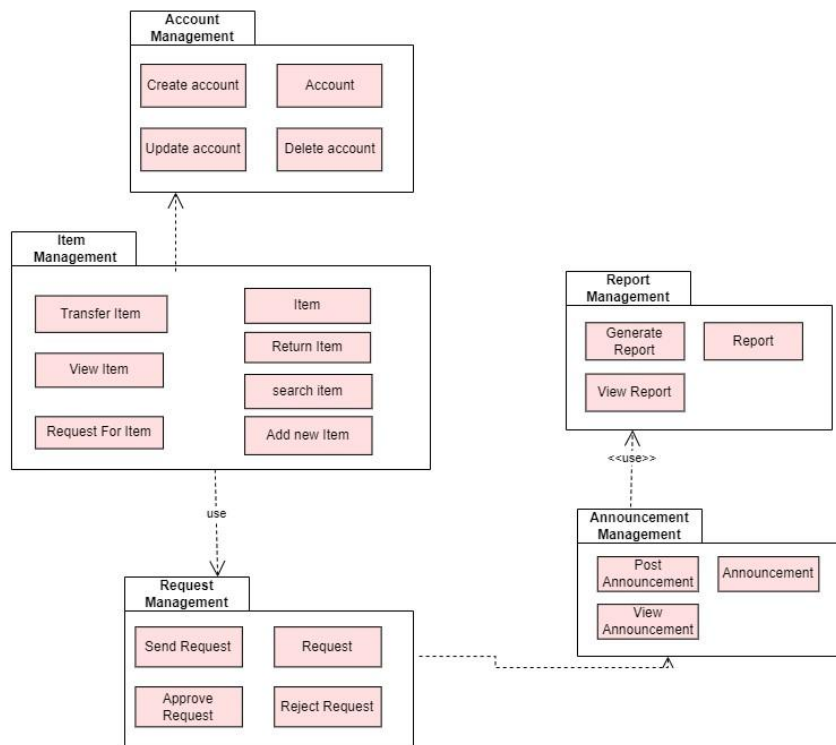 Account
Management
Create account
Account
Update account
Delete account
Item
Management
Transfer Item
Item
View Item
Return Item
search item
Request For Item
Add new Item
use
Request
Management
Send Request
Request
Approve
Request
Reject Request
Report
Management
Generate
Report
Report
View Report
<<use>>
Announcement
Management
Post
Announcement
Announcement
View
Announcement